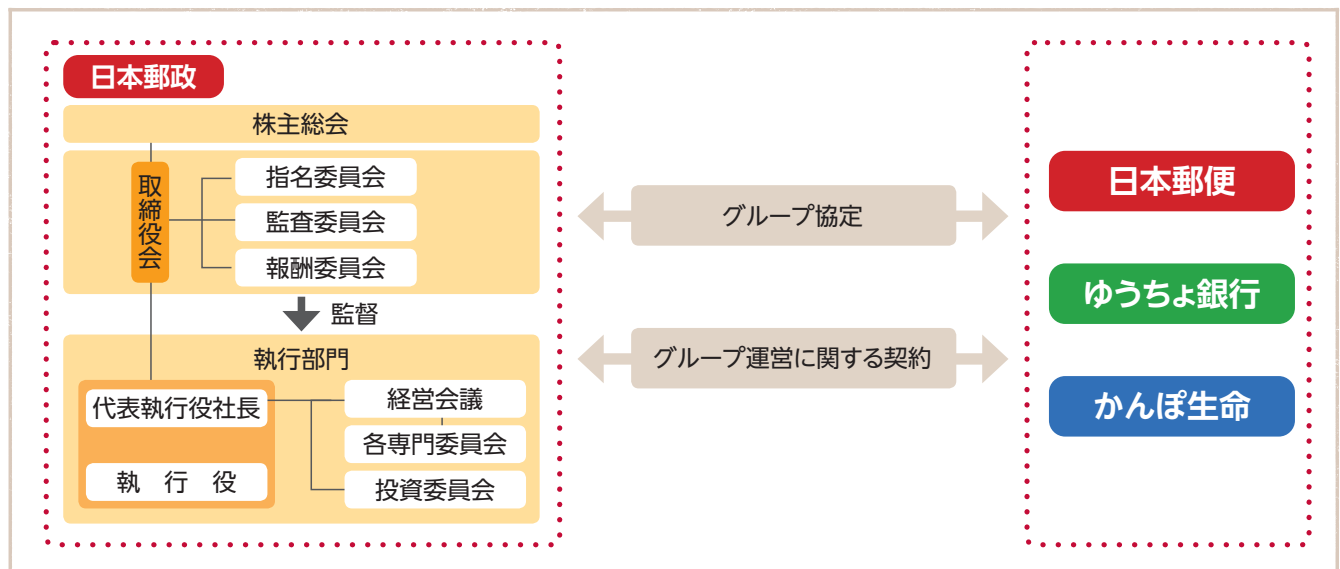 日本郵政
株主総会
取締役会
指名委員会
監査委員会
報酬委員会
監督
執行部門
代表執行役社長
執行役
経営会議
各専門委員会
投資委員会
グループ協定
グループ運営に関する契約
日本郵便
ゆうちょ銀行
かんぽ生命